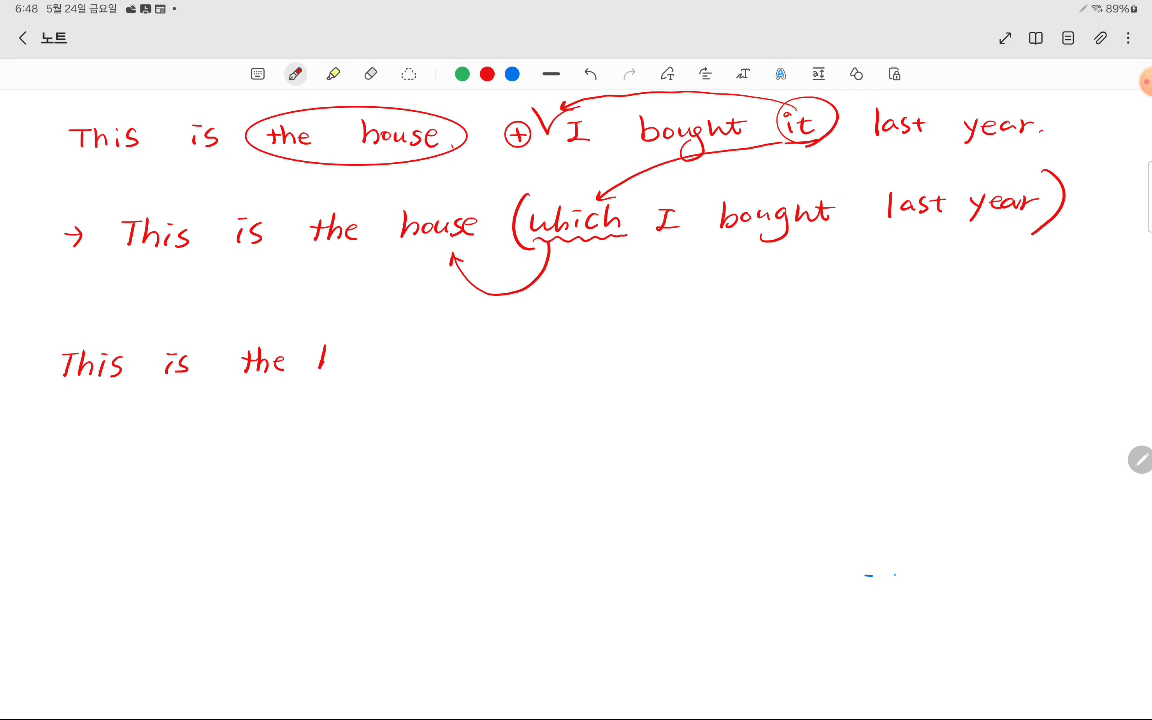 6:48 5월 24일 금요일 89%
노트
This is the house. + I bought it last year.
→ This is the house (which I bought last year)
This is the